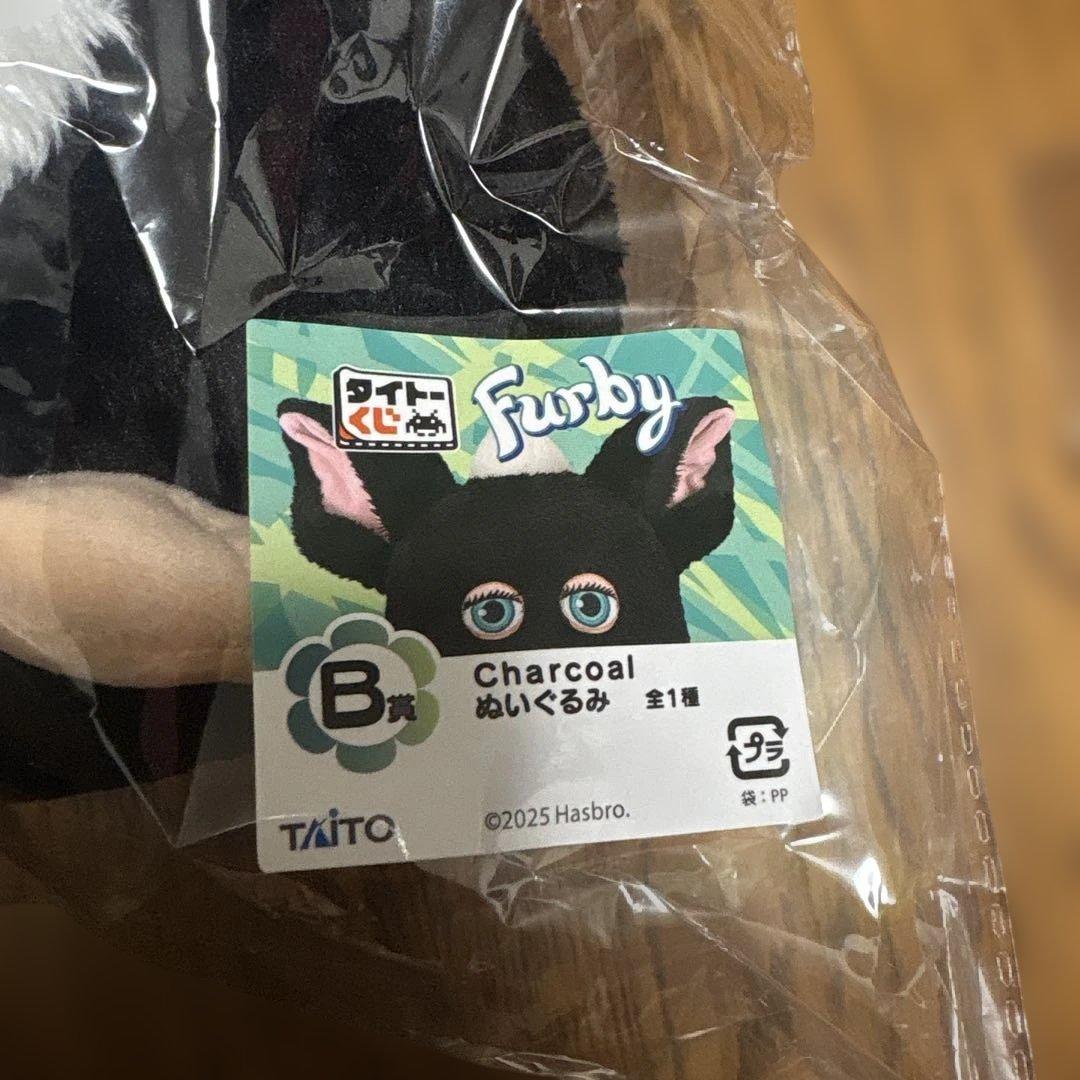 タイトー
くじ
Furby
B賞
Charcoal
ぬいぐるみ 全1種
プラ
袋：PP
TAITO
©2025 Hasbro.